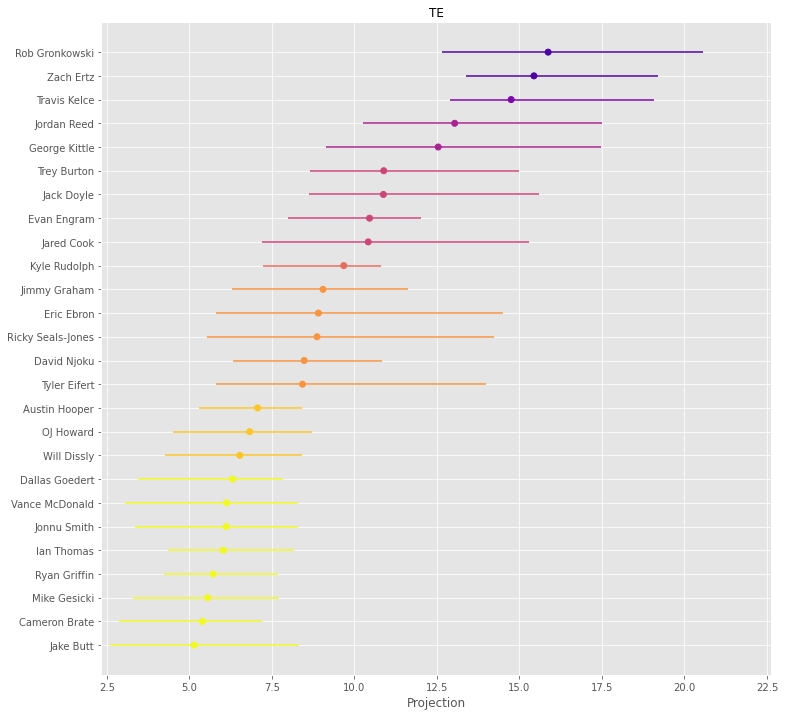 TE
Rob Gronkowski
Zach Ertz
Travis Kelce
Jordan Reed
George Kittle
Trey Burton
Jack Doyle
Evan Engram
Jared Cook
Kyle Rudolph
Jimmy Graham
Eric Ebron
Ricky Seals-Jones
David Njoku
Tyler Eifert
Austin Hooper
OJ Howard
Will Dissly
Dallas Goedert
Vance McDonald
Jonnu Smith
Ian Thomas
Ryan Griffin
Mike Gesicki
Cameron Brate
Jake Butt
2.5 5.0 7.5 10.0 12.5 15.0 17.5 20.0 22.5
Projection